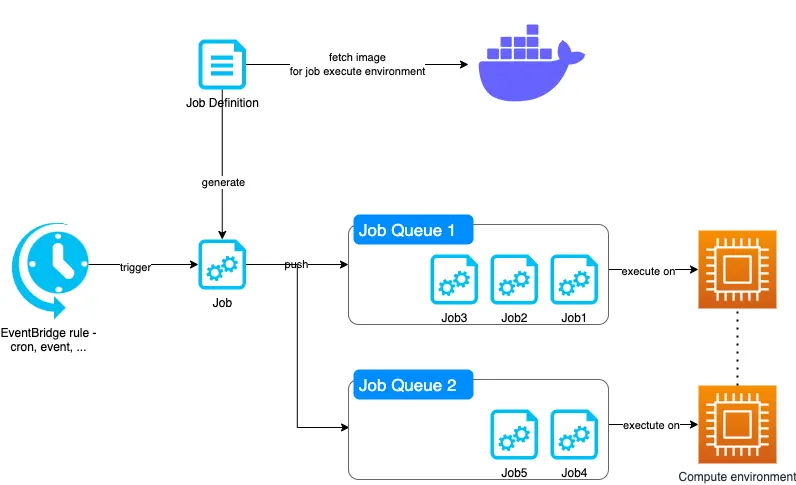 fetch image
for job execute environment
Job Definition
generate
Job Queue 1
trigger
push
execute on
Job
Job3
Job2
Job1
EventBridge rule -
cron, event, ...
Job Queue 2
exectute on
Job5
Job4
Compute environment